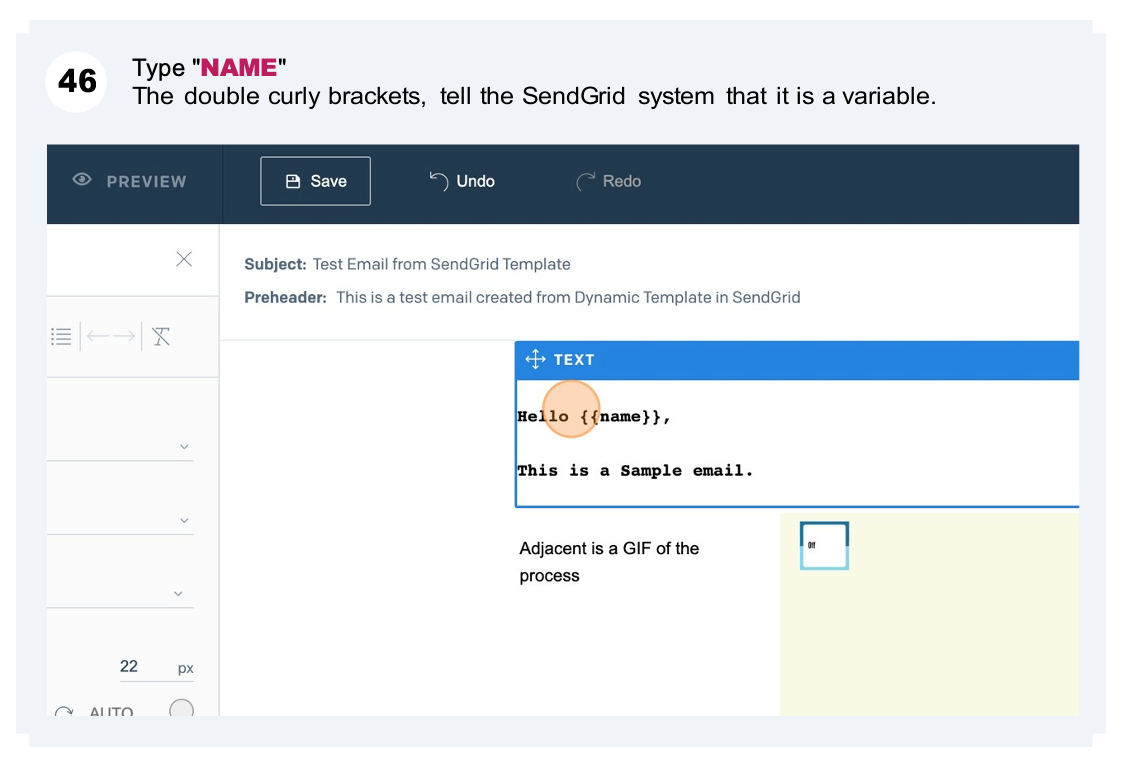 46
Type "NAME"
The double curly brackets, tell the SendGrid system that it is a variable.
PREVIEW
Save
Undo
Redo
Subject: Test Email from SendGrid Template
Preheader: This is a test email created from Dynamic Template in SendGrid
TEXT
Hello {{name}},
This is a Sample email.
Adjacent is a GIF of the
process
Off
22 px
AUTO